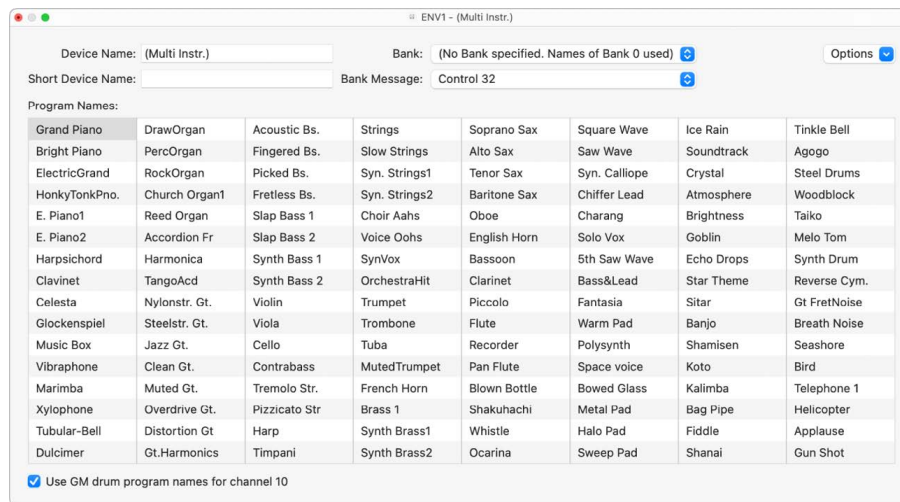 ENV1 - (Multi Instr.)
Device Name: (Multi Instr.) Bank: (No Bank specified. Names of Bank 0 used) Options
Short Device Name: Bank Message: Control 32
Program Names:
Grand Piano DrawOrgan Acoustic Bs. Strings Soprano Sax Square Wave Ice Rain Tinkle Bell
Bright Piano PercOrgan Fingered Bs. Slow Strings Alto Sax Saw Wave Soundtrack Agogo
ElectricGrand RockOrgan Picked Bs. Syn. Strings1 Tenor Sax Syn. Calliope Crystal Steel Drums
HonkyTonkPno. Church Organ1 Fretless Bs. Syn. Strings2 Baritone Sax Chiffer Lead Atmosphere Woodblock
E. Piano1 Reed Organ Slap Bass 1 Choir Aahs Oboe Charang Brightness Taiko
E. Piano2 Accordion Fr Slap Bass 2 Voice Oohs English Horn Solo Vox Goblin Melo Tom
Harpsichord Harmonica Synth Bass 1 SynVox Bassoon 5th Saw Wave Echo Drops Synth Drum
Clavinet TangoAcd Synth Bass 2 OrchestraHit Clarinet Bass&Lead Star Theme Reverse Cym.
Celesta Nylonstr. Gt. Violin Trumpet Piccolo Fantasia Sitar Gt FretNoise
Glockenspiel Steelstr. Gt. Viola Trombone Flute Warm Pad Banjo Breath Noise
Music Box Jazz Gt. Cello Tuba Recorder Polysynth Shamisen Seashore
Vibraphone Clean Gt. Contrabass MutedTrumpet Pan Flute Space voice Koto Bird
Marimba Muted Gt. Tremolo Str. French Horn Blown Bottle Bowed Glass Kalimba Telephone 1
Xylophone Overdrive Gt. Pizzicato Str Brass 1 Shakuhachi Metal Pad Bag Pipe Helicopter
Tubular-Bell Distortion Gt Harp Synth Brass1 Whistle Halo Pad Fiddle Applause
Dulcimer Gt.Harmonics Timpani Synth Brass2 Ocarina Sweep Pad Shanai Gun Shot
Use GM drum program names for channel 10